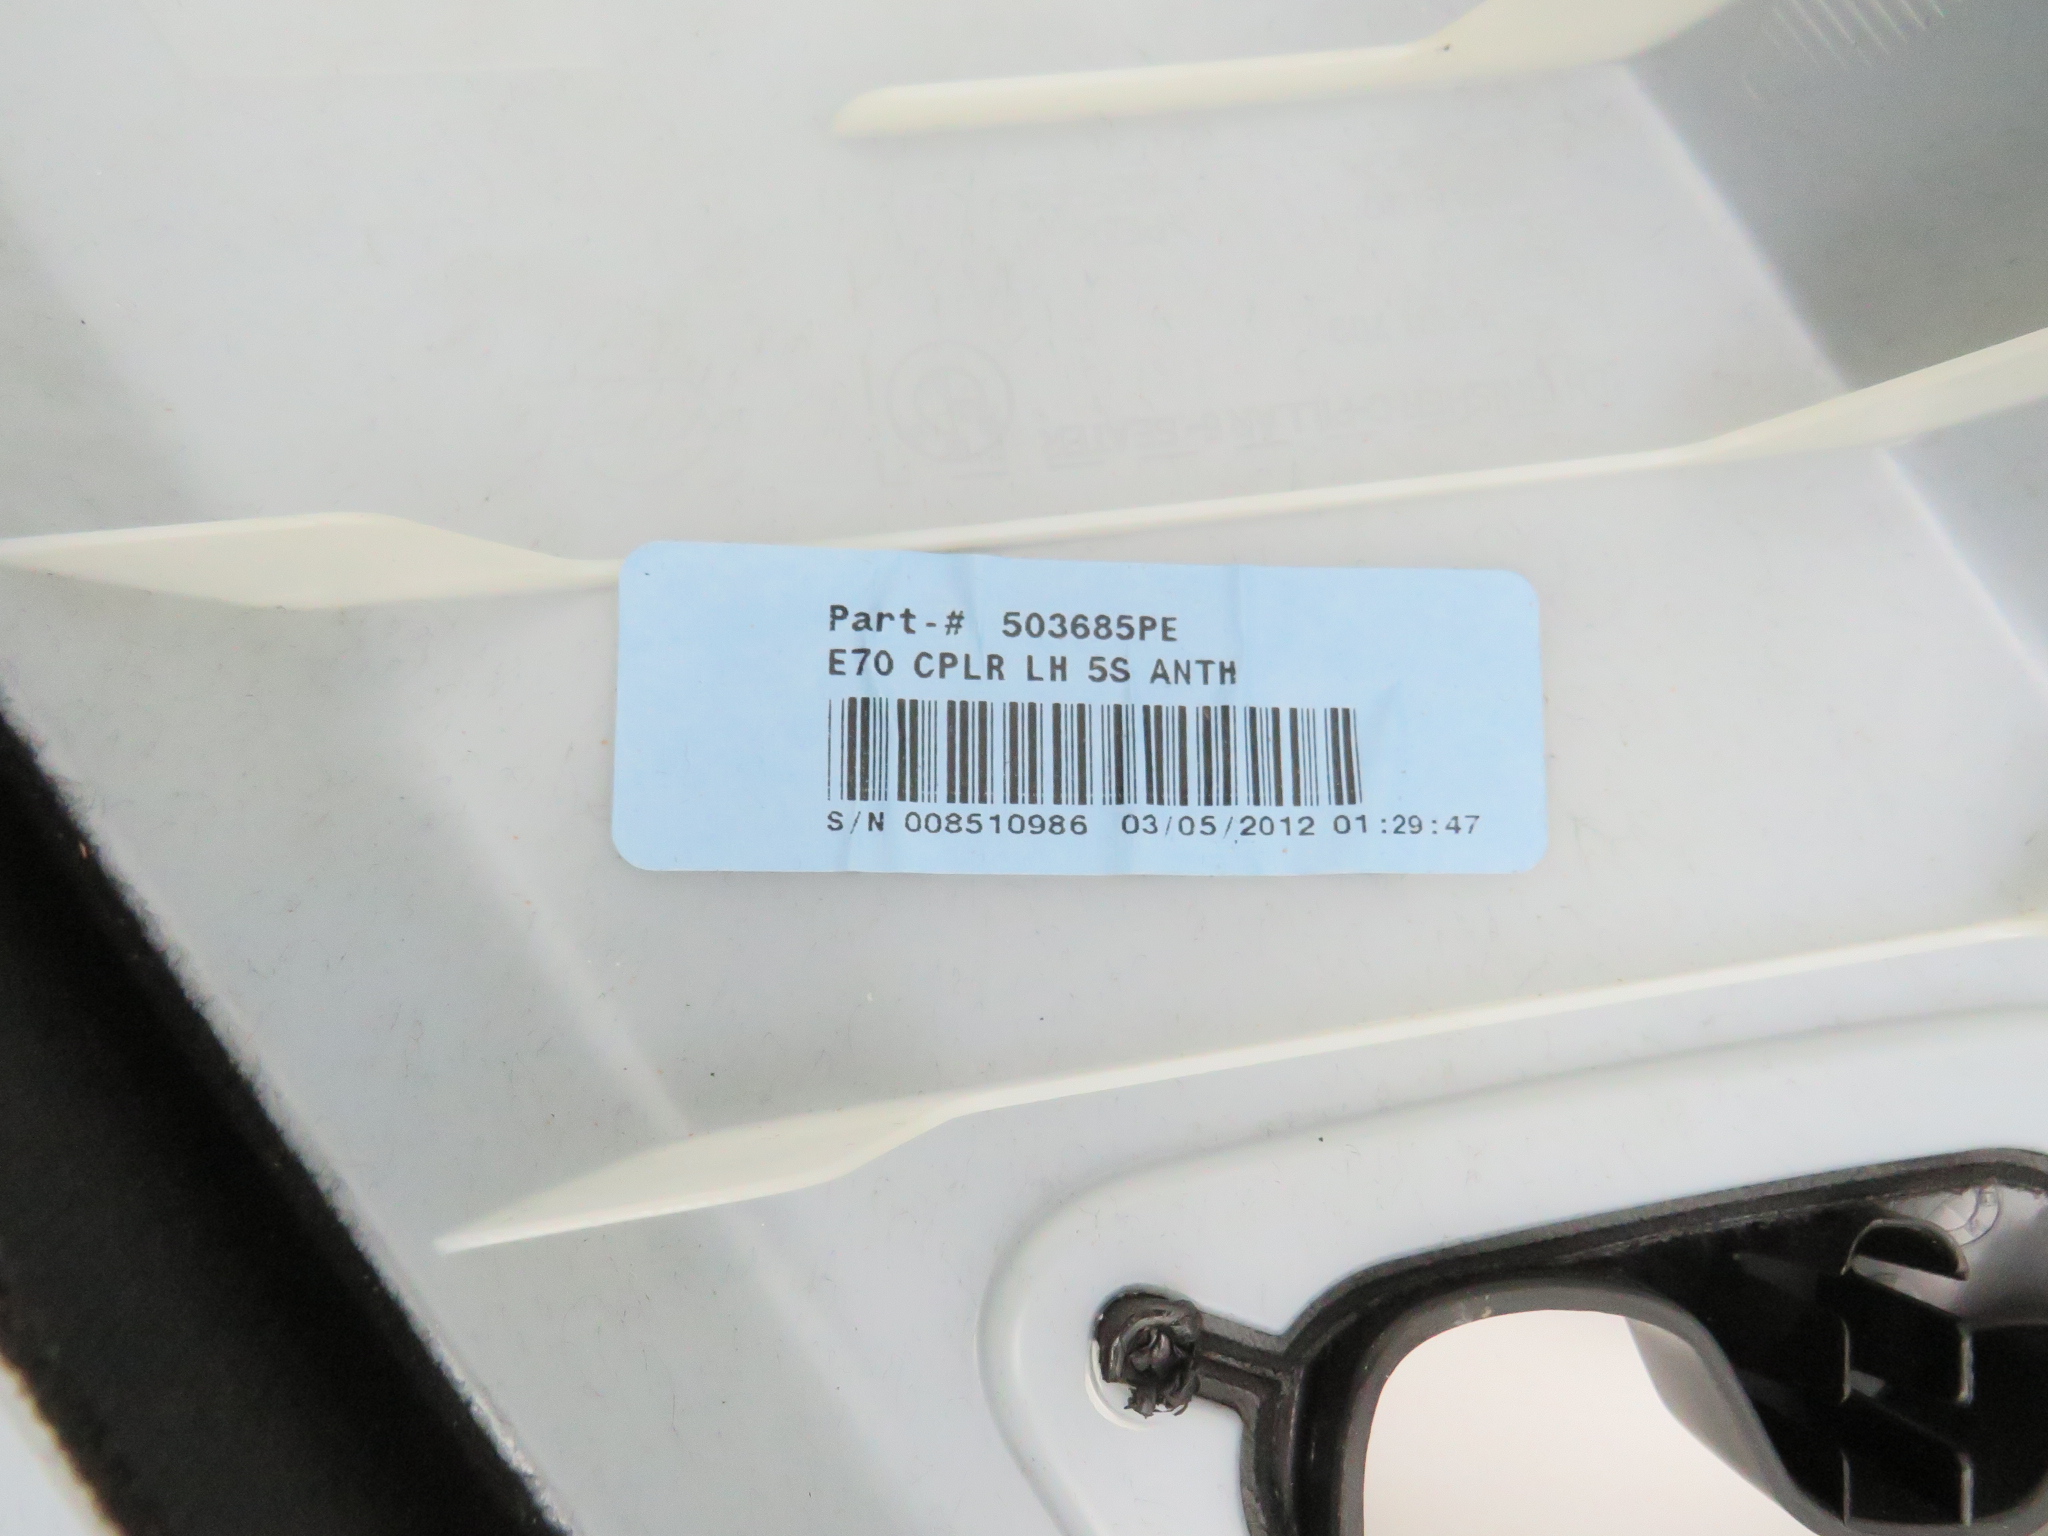 Part-# 503685PE
E70 CPLR LH 5S ANTH
S/N 008510986 03/05/2012 01:29:47